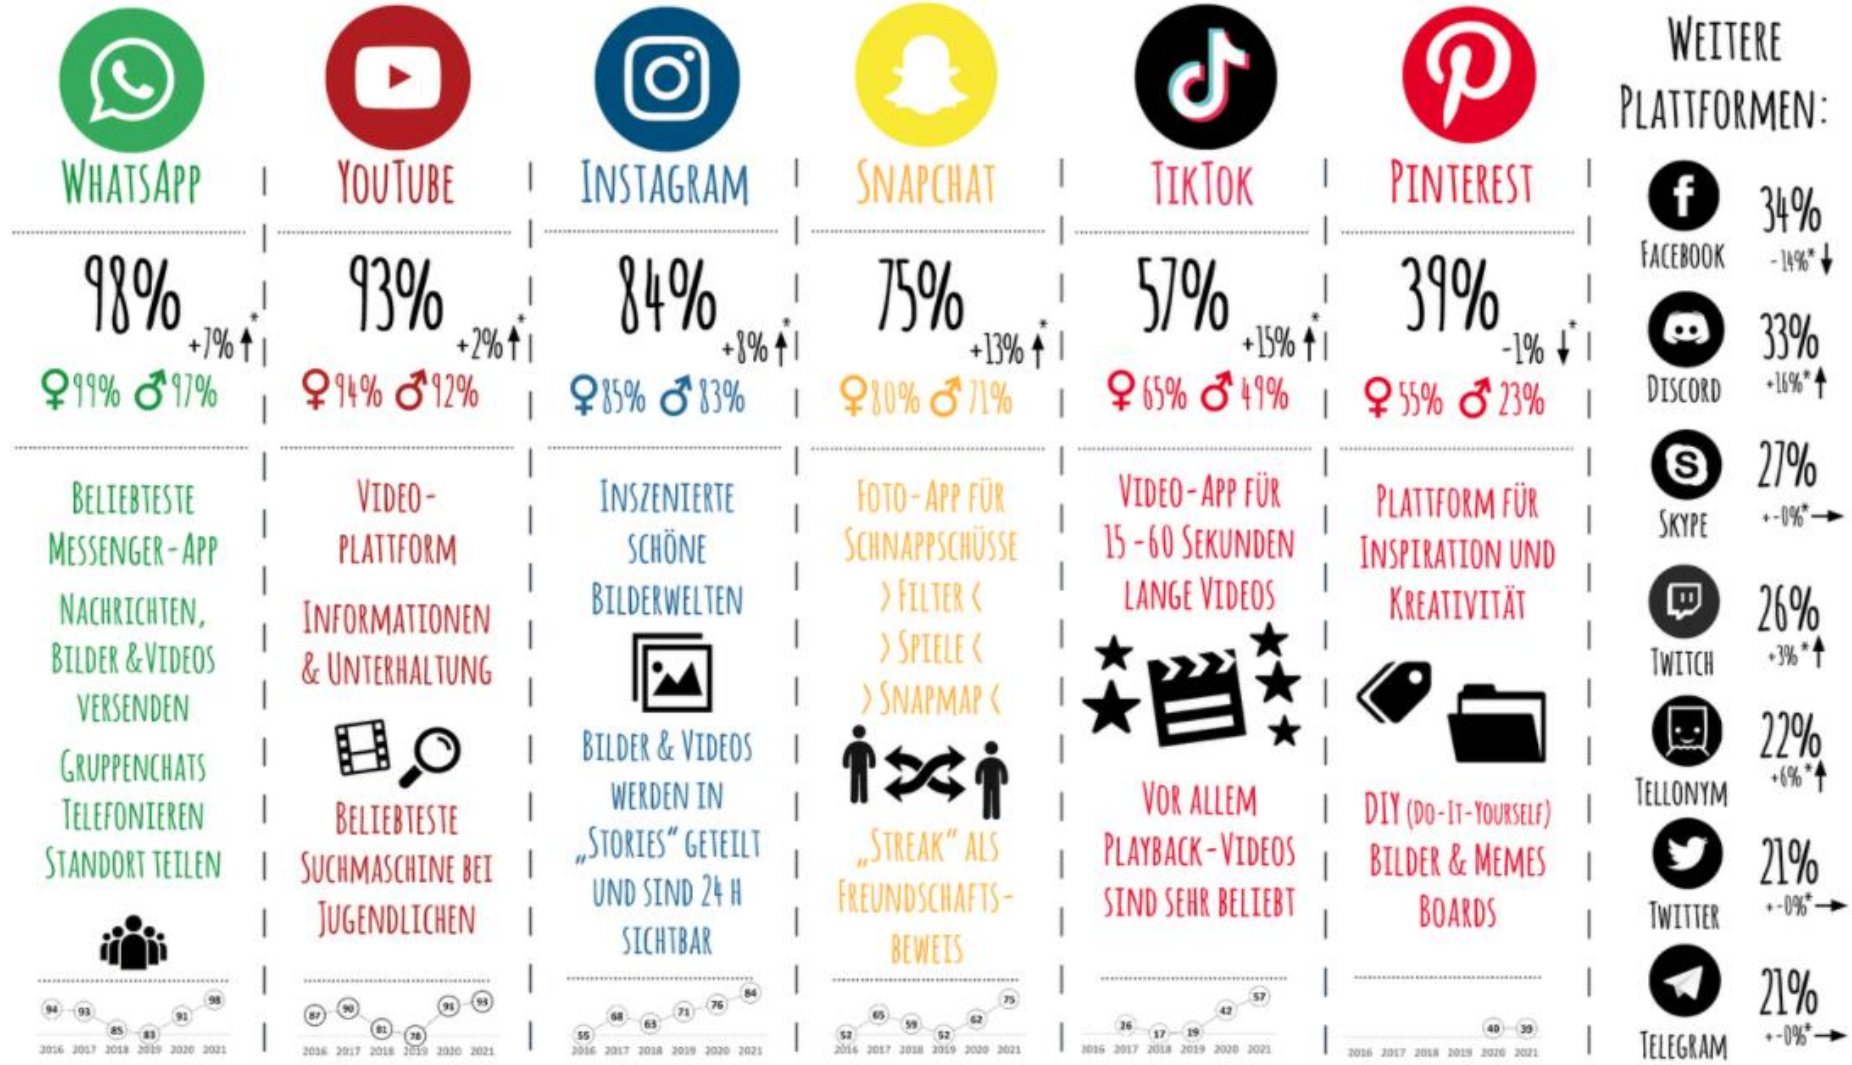 WHATSAPP
98%
+7%*
♀99% ♂97%
BELIEBTESTE
MESSENGER-APP
NACHRICHTEN,
BILDER &VIDEOS
VERSENDEN
GRUPPENCHATS
TELEFONIEREN
STANDORT TEILEN
94 93 85 83 91 98
2016 2017 2018 2019 2020 2021
YOUTUBE
93%
+2%*
♀94% ♂92%
VIDEO-
PLATTFORM
INFORMATIONEN
& UNTERHALTUNG
BELIEBTESTE
SUCHMASCHINE BEI
JUGENDLICHEN
87 90 81 78 91 93
2016 2017 2018 2019 2020 2021
INSTAGRAM
84%
+8%*
♀85% ♂83%
INSZENIERTE
SCHÖNE
BILDERWELTEN
BILDER & VIDEOS
WERDEN IN
„STORIES“ GETEILT
UND SIND 24 H
SICHTBAR
55 68 63 71 76 84
2016 2017 2018 2019 2020 2021
SNAPCHAT
75%
+13%*
♀80% ♂71%
FOTO-APP FÜR
SCHNAPPSCHÜSSE
>FILTER<
>SPIELE<
>SNAPMAP<
„STREAK“ ALS
FREUNDSCHAFTS-
BEWEIS
52 65 59 52 62 75
2016 2017 2018 2019 2020 2021
TIKTOK
57%
+15%*
♀65% ♂49%
VIDEO-APP FÜR
15-60 SEKUNDEN
LANGE VIDEOS
VOR ALLEM
PLAYBACK-VIDEOS
SIND SEHR BELIEBT
26 17 19 42 57
2016 2017 2018 2019 2020 2021
PINTEREST
39%
-1%*
♀55% ♂23%
PLATTFORM FÜR
INSPIRATION UND
KREATIVITÄT
DIY (DO-IT-YOURSELF)
BILDER & MEMES
BOARDS
40 39
2016 2017 2018 2019 2020 2021
WEITERE
PLATTFORMEN:
34%
FACEBOOK -14%*
33%
DISCORD +16%*
27%
SKYPE +-0%*
26%
TWITCH +3%*
22%
TELLONYM +6%*
21%
TWITTER +-0%*
21%
TELEGRAM +-0%*